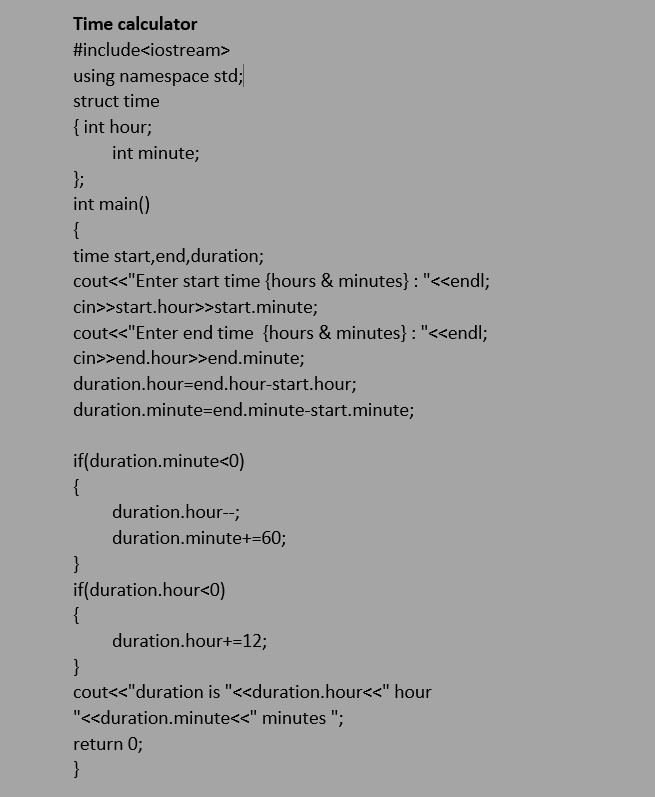 Time calculator
#include<iostream>
using namespace std;
struct time
{ int hour;
int minute;
};
int main()
{
time start,end,duration;
cout<<"Enter start time {hours & minutes} : "<<endl;
cin>>start.hour>>start.minute;
cout<<"Enter end time  {hours & minutes} : "<<endl;
cin>>end.hour>>end.minute;
duration.hour=end.hour-start.hour;
duration.minute=end.minute-start.minute;
if(duration.minute<0)
{
duration.hour--;
duration.minute+=60;
}
if(duration.hour<0)
{
duration.hour+=12;
}
cout<<"duration is "<<duration.hour<<" hour
"<<duration.minute<<" minutes ";
return 0;
}